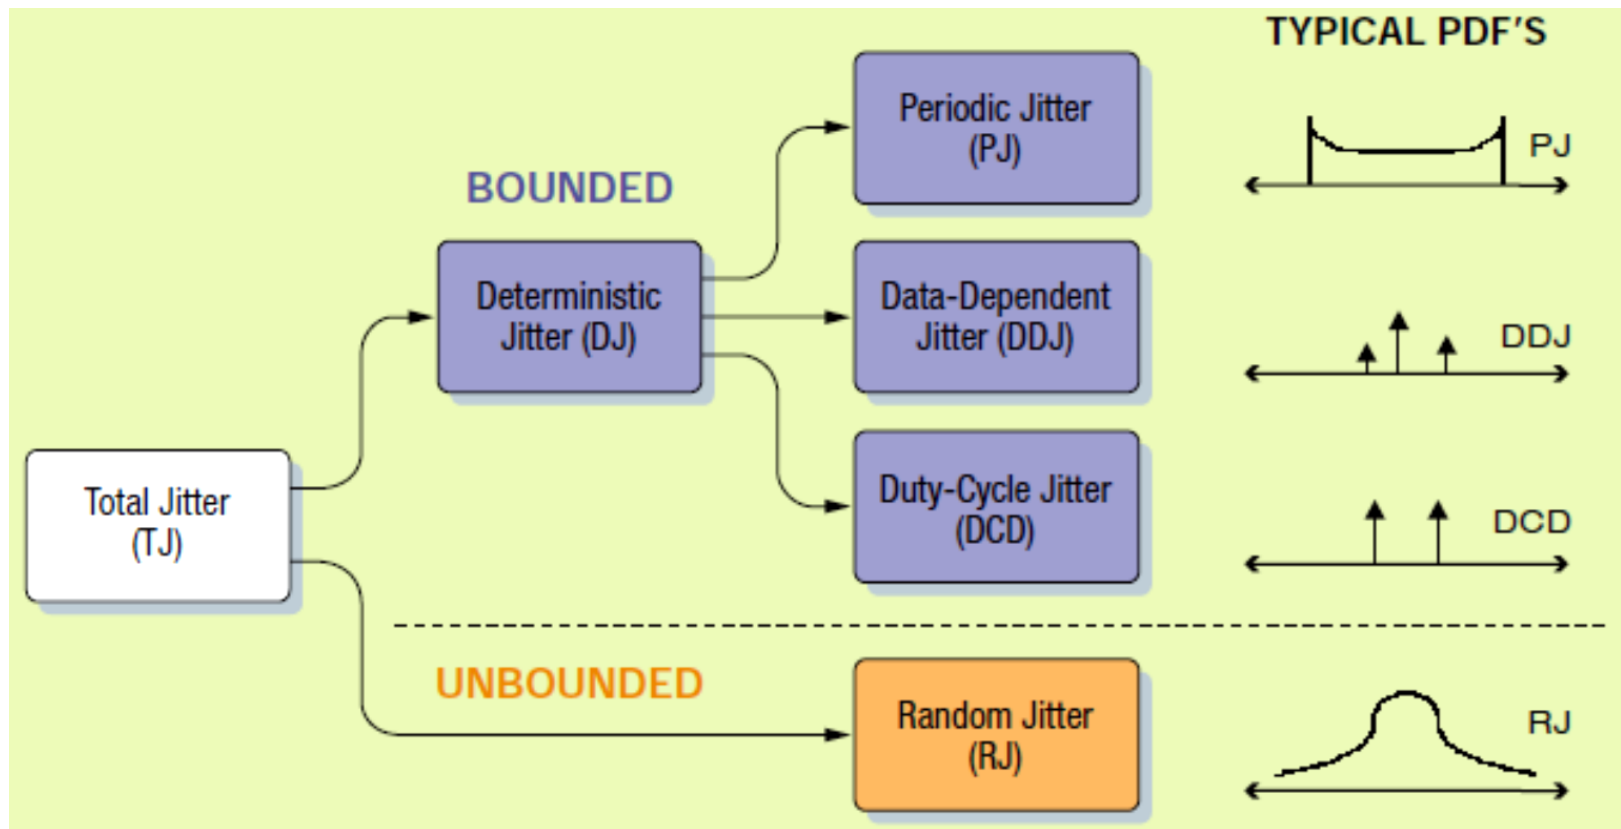 TYPICAL PDF'S
Periodic Jitter
(PJ)
PJ
BOUNDED
Deterministic
Jitter (DJ)
Data-Dependent
Jitter (DDJ)
DDJ
Total Jitter
(TJ)
Duty-Cycle Jitter
(DCD)
DCD
UNBOUNDED
Random Jitter
(RJ)
RJ